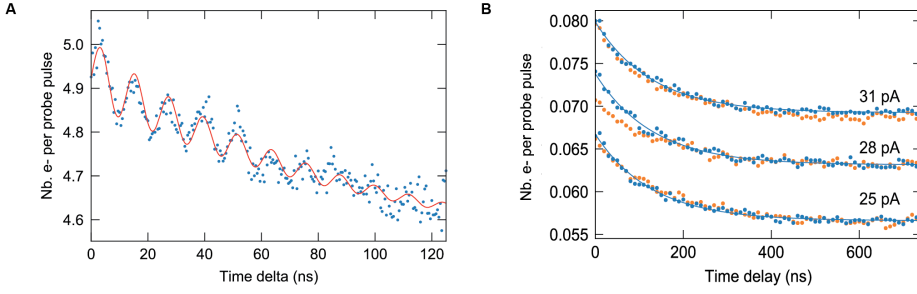 A
Nb. e- per probe pulse
5.0
4.9
4.8
4.7
4.6
0 20 40 60 80 100 120
Time delta (ns)
B
Nb. e- per probe pulse
0.080
0.075
0.070
0.065
0.060
0.055
31 pA
28 pA
25 pA
0 200 400 600
Time delay (ns)